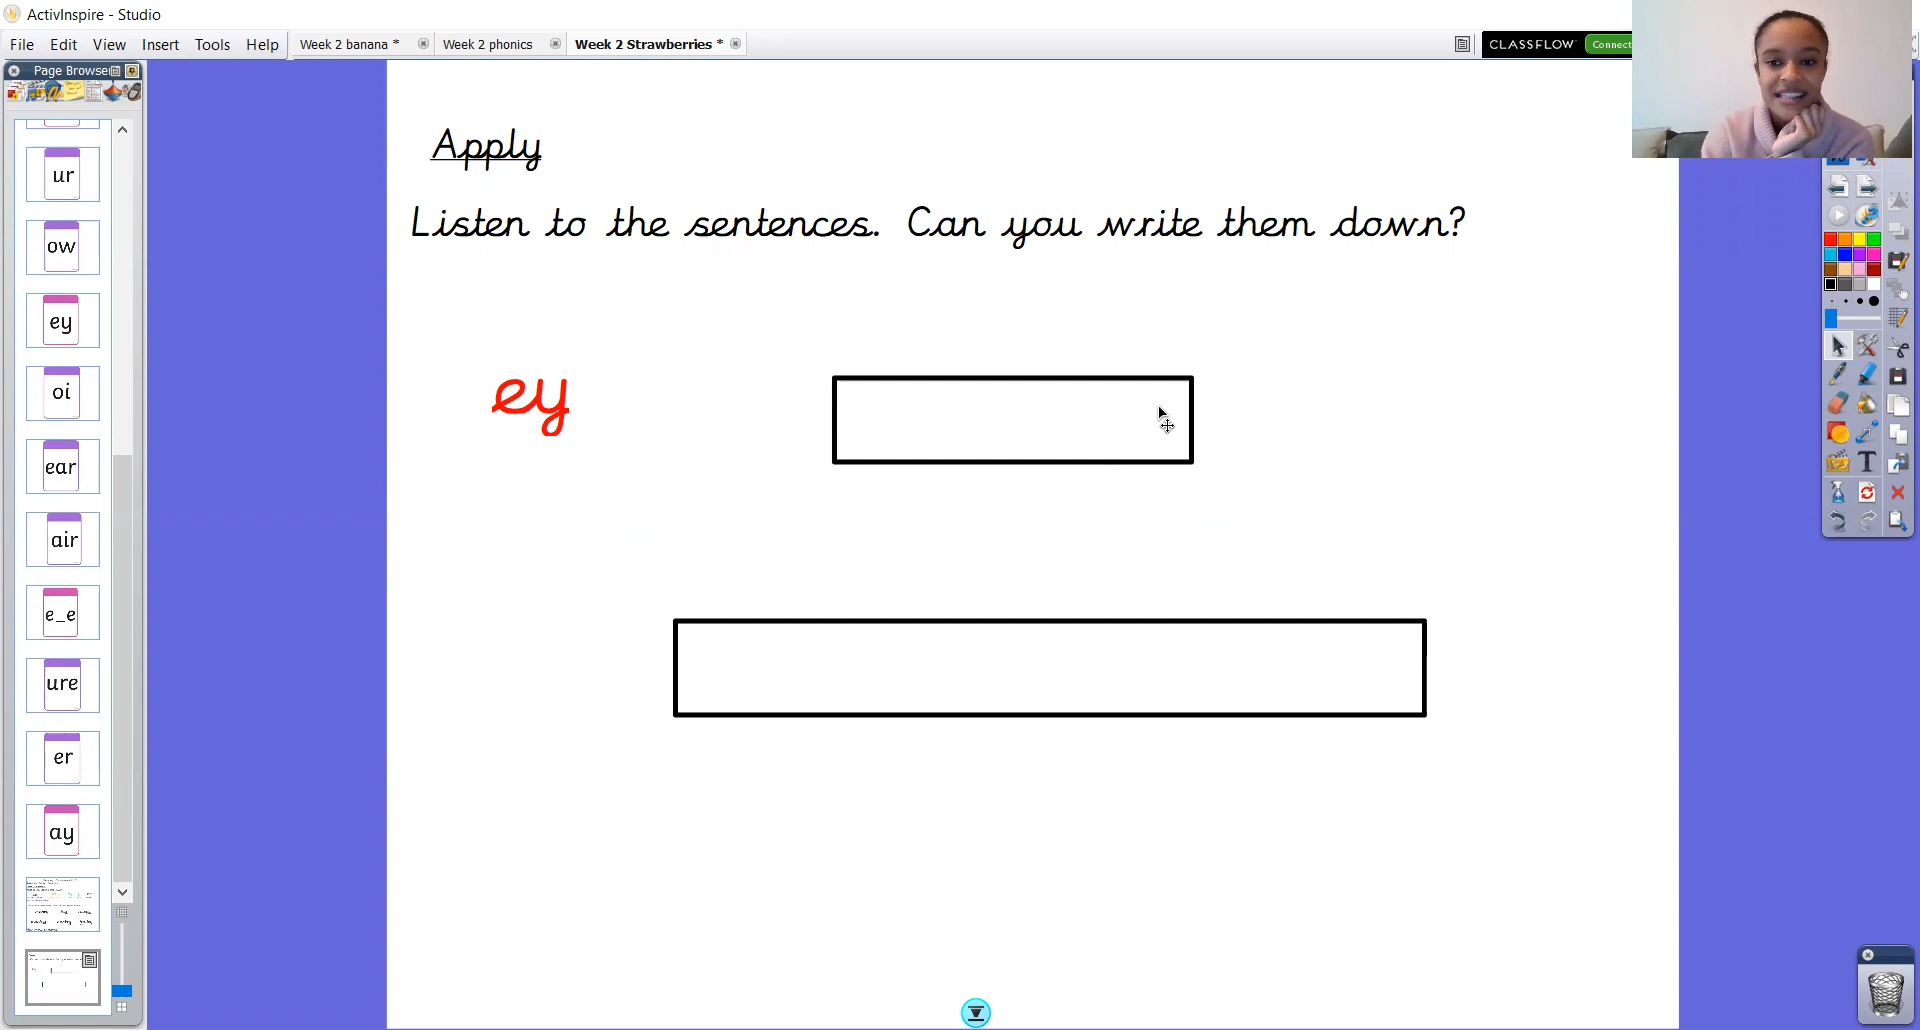 ActivInspire - Studio
File Edit View Insert Tools Help
Week 2 banana * Week 2 phonics Week 2 Strawberries *
CLASSFLOW Connect
Page Browser
ur
ow
ey
oi
ear
air
e_e
ure
er
ay
Apply
Listen to the sentences. Can you write them down?
ey